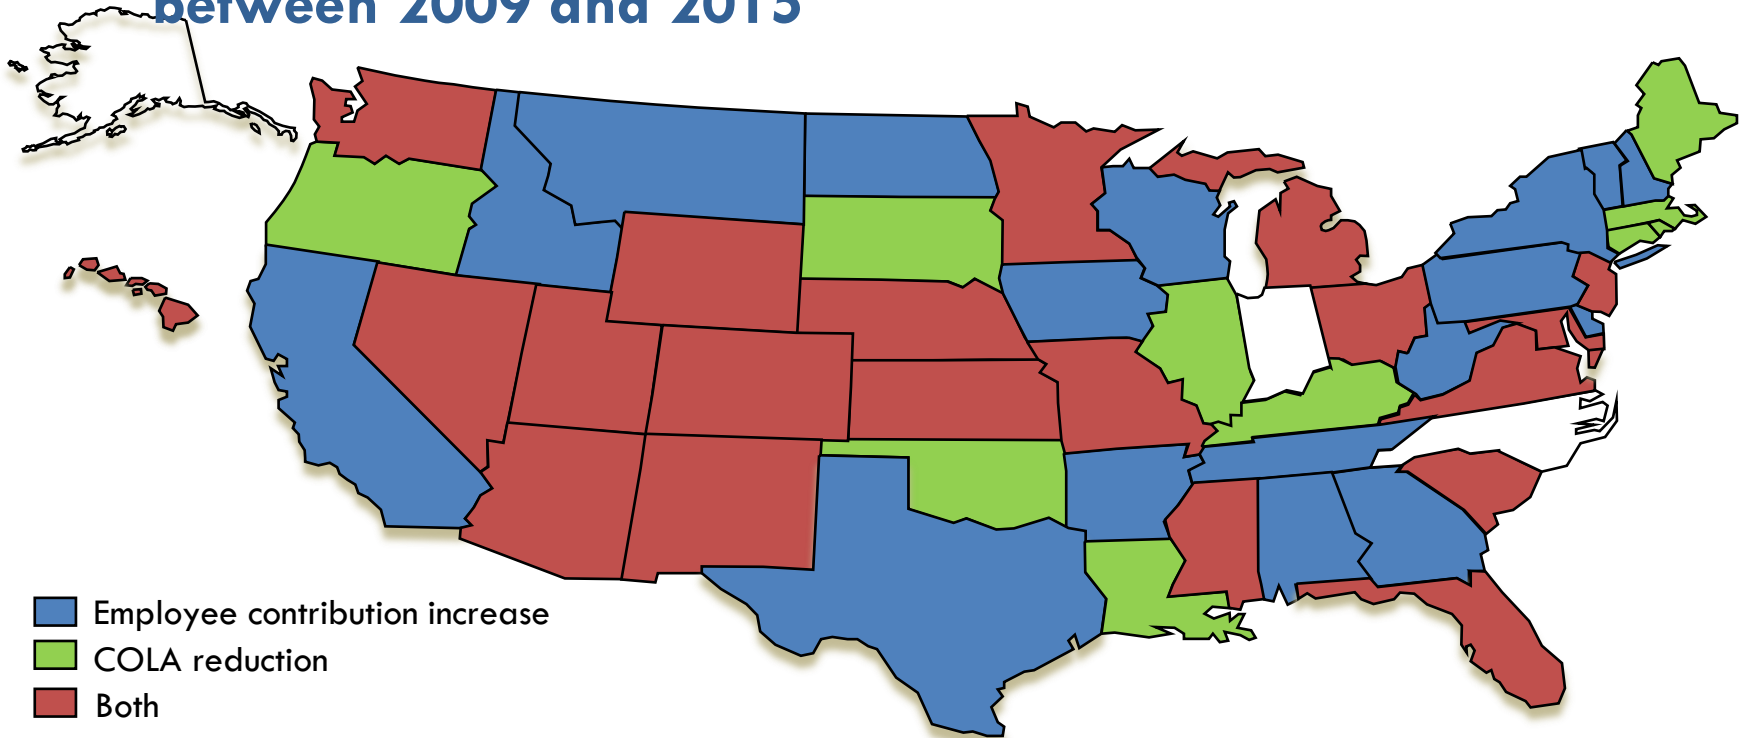 between 2009 and 2015
Employee contribution increase
COLA reduction
Both